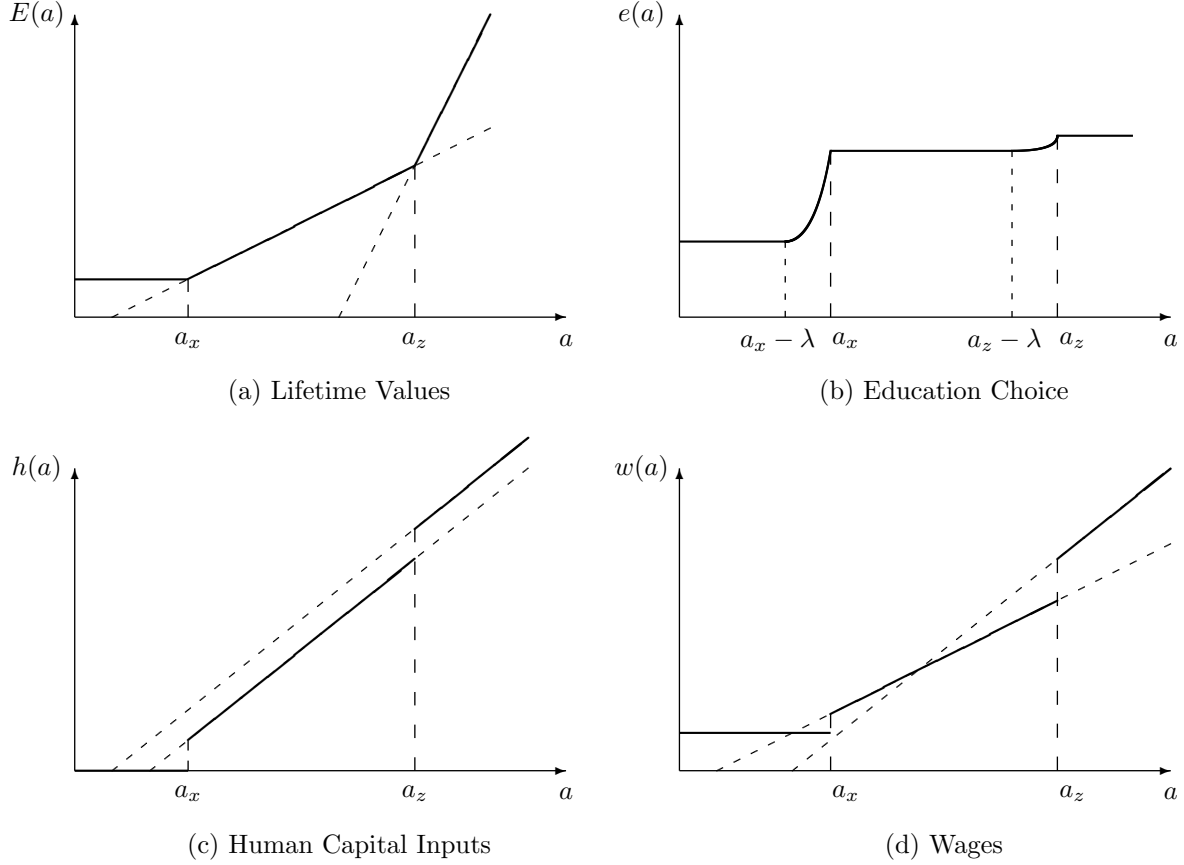 E(a)
a_x
a_z
a
(a) Lifetime Values
e(a)
a_x − λ
a_x
a_z − λ
a_z
a
(b) Education Choice
h(a)
a_x
a_z
a
(c) Human Capital Inputs
w(a)
a_x
a_z
a
(d) Wages